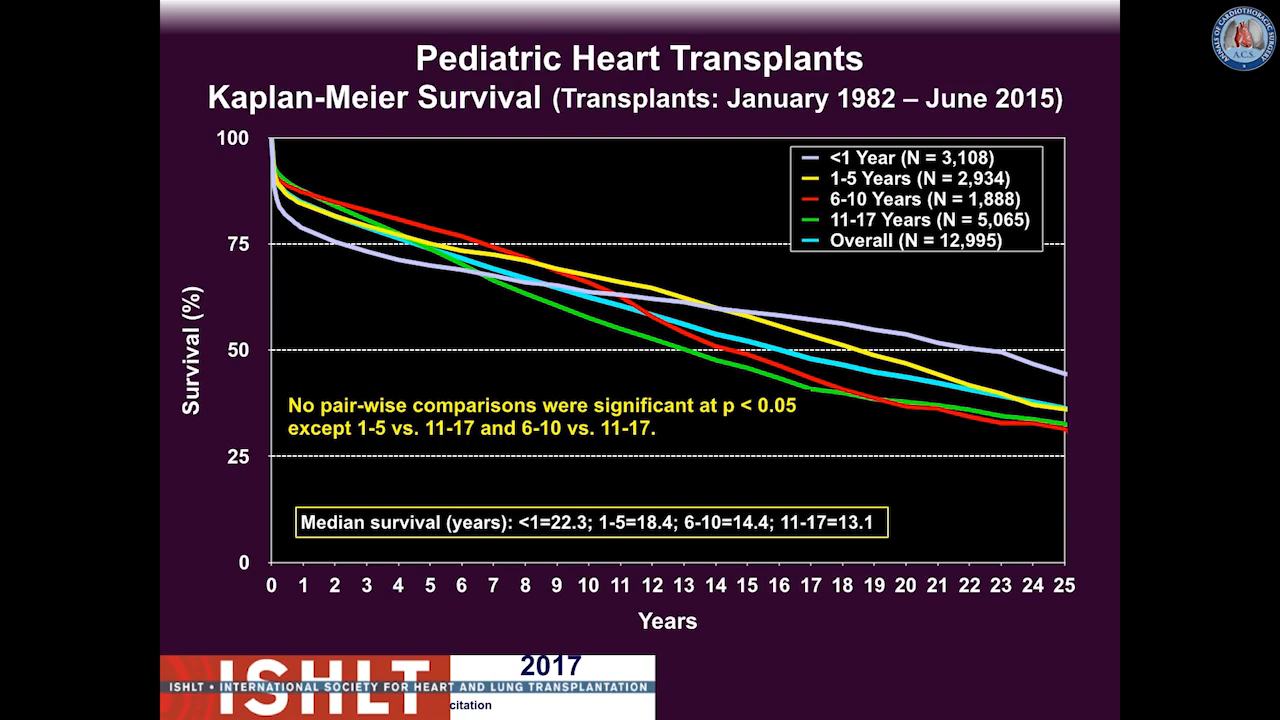 Pediatric Heart Transplants
Kaplan-Meier Survival (Transplants: January 1982 – June 2015)
ANNALS OF CARDIOTHORACIC SURGERY
A.C.S
100
75
50
25
0
Survival (%)
<1 Year (N = 3,108)
1-5 Years (N = 2,934)
6-10 Years (N = 1,888)
11-17 Years (N = 5,065)
Overall (N = 12,995)
No pair-wise comparisons were significant at p < 0.05
except 1-5 vs. 11-17 and 6-10 vs. 11-17.
Median survival (years): <1=22.3; 1-5=18.4; 6-10=14.4; 11-17=13.1
0 1 2 3 4 5 6 7 8 9 10 11 12 13 14 15 16 17 18 19 20 21 22 23 24 25
Years
ISHLT
2017
ISHLT • INTERNATIONAL SOCIETY FOR HEART AND LUNG TRANSPLANTATION
citation